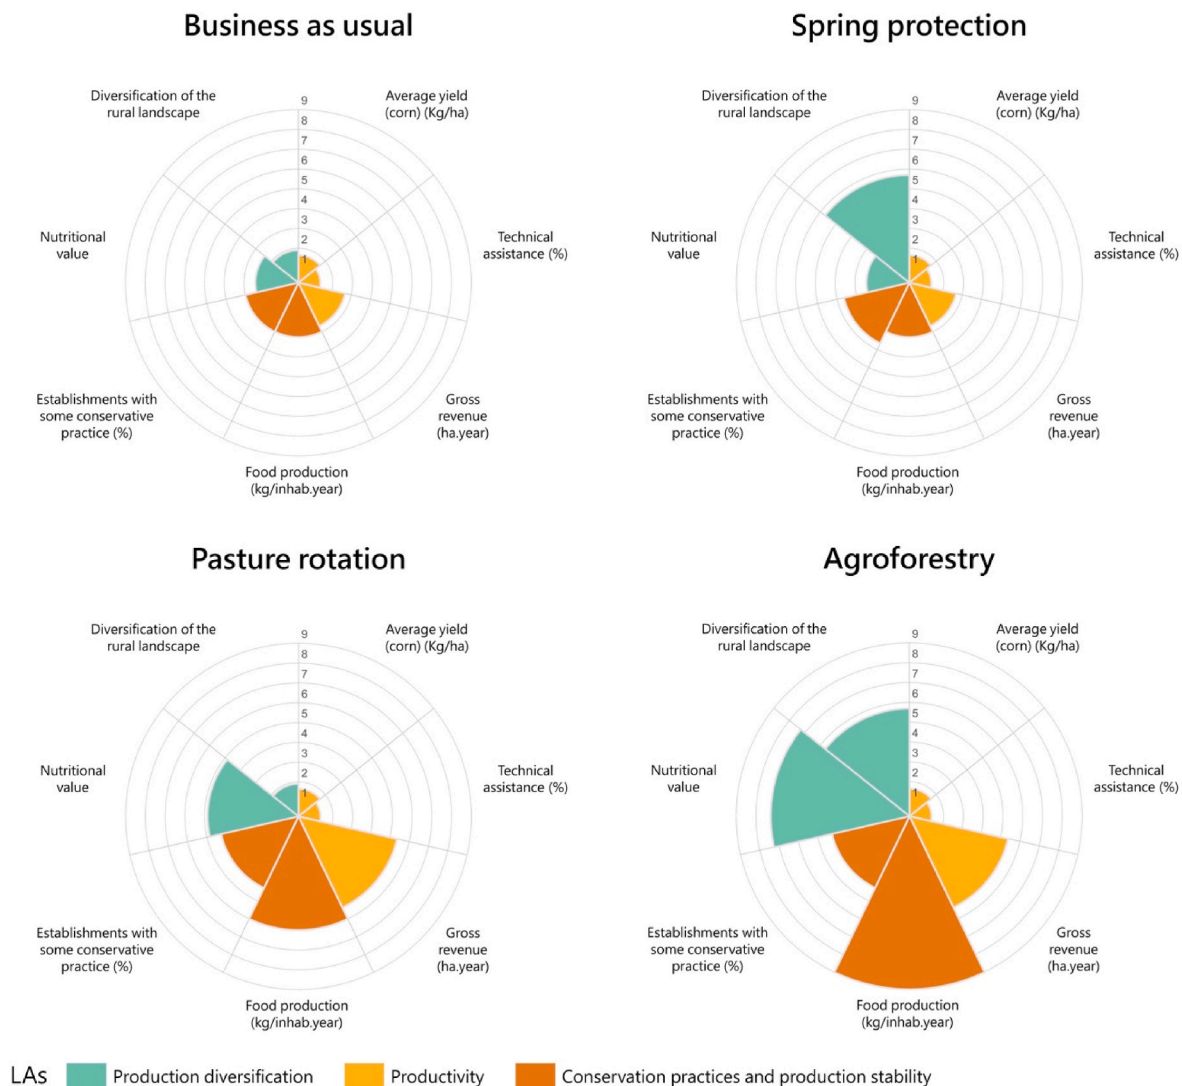 Business as usual
Diversification of the
rural landscape
9
8
7
6
5
4
3
2
1
Average yield
(corn) (Kg/ha)
Nutritional
value
Technical
assistance (%)
Establishments with
some conservative
practice (%)
Gross
revenue
(ha.year)
Food production
(kg/inhab.year)
Spring protection
Diversification of the
rural landscape
9
8
7
6
5
4
3
2
1
Average yield
(corn) (Kg/ha)
Nutritional
value
Technical
assistance (%)
Establishments with
some conservative
practice (%)
Gross
revenue
(ha.year)
Food production
(kg/inhab.year)
Pasture rotation
Diversification of the
rural landscape
9
8
7
6
5
4
3
2
1
Average yield
(corn) (Kg/ha)
Nutritional
value
Technical
assistance (%)
Establishments with
some conservative
practice (%)
Gross
revenue
(ha.year)
Food production
(kg/inhab.year)
Agroforestry
Diversification of the
rural landscape
9
8
7
6
5
4
3
2
1
Average yield
(corn) (Kg/ha)
Nutritional
value
Technical
assistance (%)
Establishments with
some conservative
practice (%)
Gross
revenue
(ha.year)
Food production
(kg/inhab.year)
LAs Production diversification Productivity Conservation practices and production stability